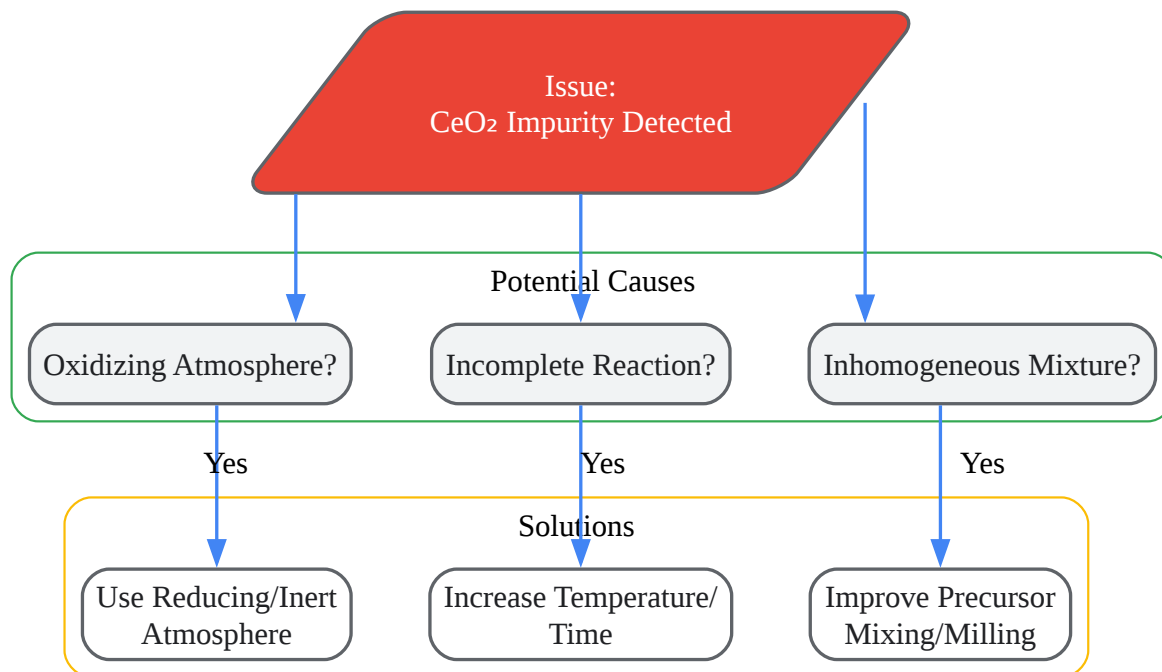 Issue:
CeO₂ Impurity Detected
Potential Causes
Oxidizing Atmosphere?
Incomplete Reaction?
Inhomogeneous Mixture?
Yes
Yes
Yes
Solutions
Use Reducing/Inert
Atmosphere
Increase Temperature/
Time
Improve Precursor
Mixing/Milling